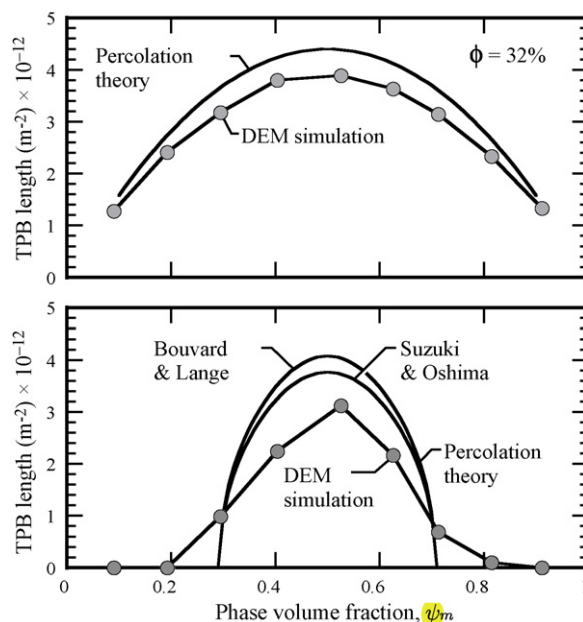 5
4
3
2
1
0
TPB length (m-2) × 10-12
Percolation
theory
ϕ = 32%
DEM simulation
5
4
3
2
1
0
TPB length (m-2) × 10-12
Bouvard
& Lange
Suzuki
& Oshima
DEM
simulation
Percolation
theory
0 0.2 0.4 0.6 0.8
Phase volume fraction, ψm